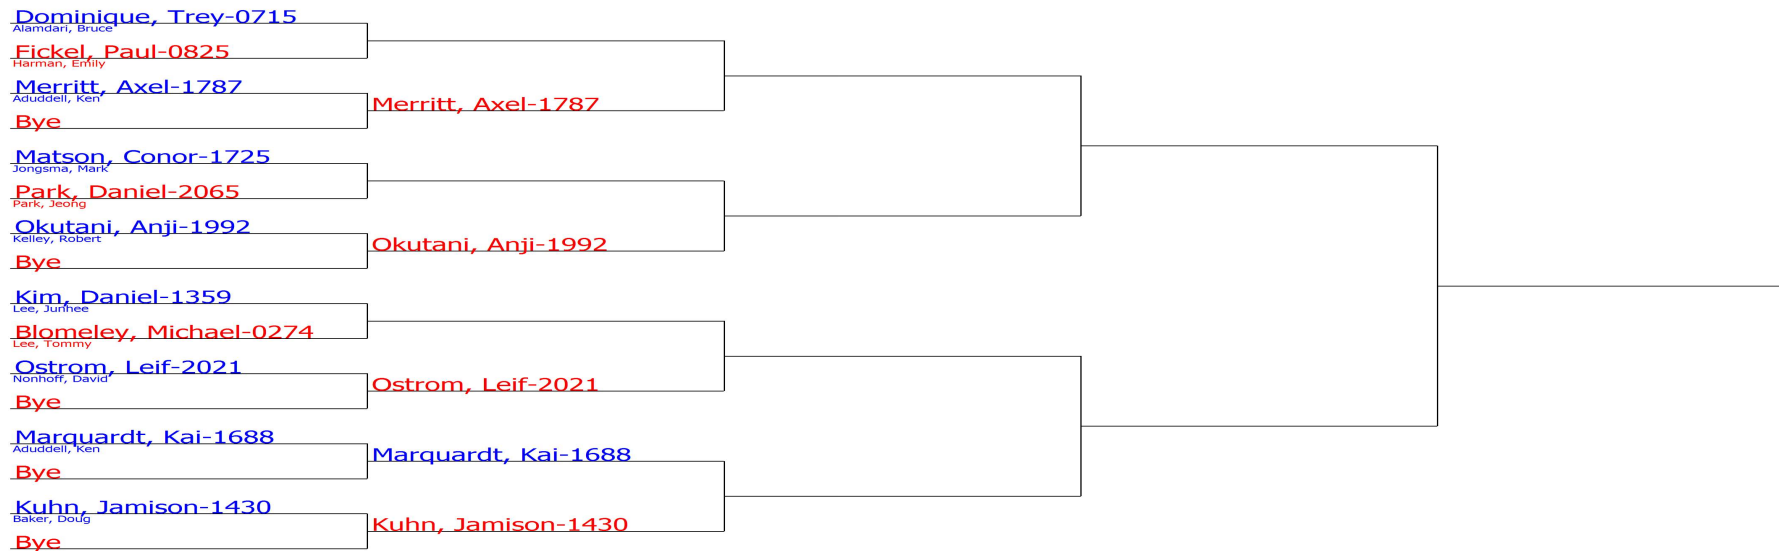 Dominique, Trey-0715
Alamdari, Bruce
Fickel, Paul-0825
Harman, Emily
Merritt, Axel-1787
Aduddell, Ken
Merritt, Axel-1787
Bye
Matson, Conor-1725
Jongsma, Mark
Park, Daniel-2065
Park, Jeong
Okutani, Anji-1992
Kelley, Robert
Okutani, Anji-1992
Bye
Kim, Daniel-1359
Lee, Junhee
Blomeley, Michael-0274
Lee, Tommy
Ostrom, Leif-2021
Nonhoff, David
Ostrom, Leif-2021
Bye
Marquardt, Kai-1688
Aduddell, Ken
Marquardt, Kai-1688
Bye
Kuhn, Jamison-1430
Baker, Doug
Kuhn, Jamison-1430
Bye